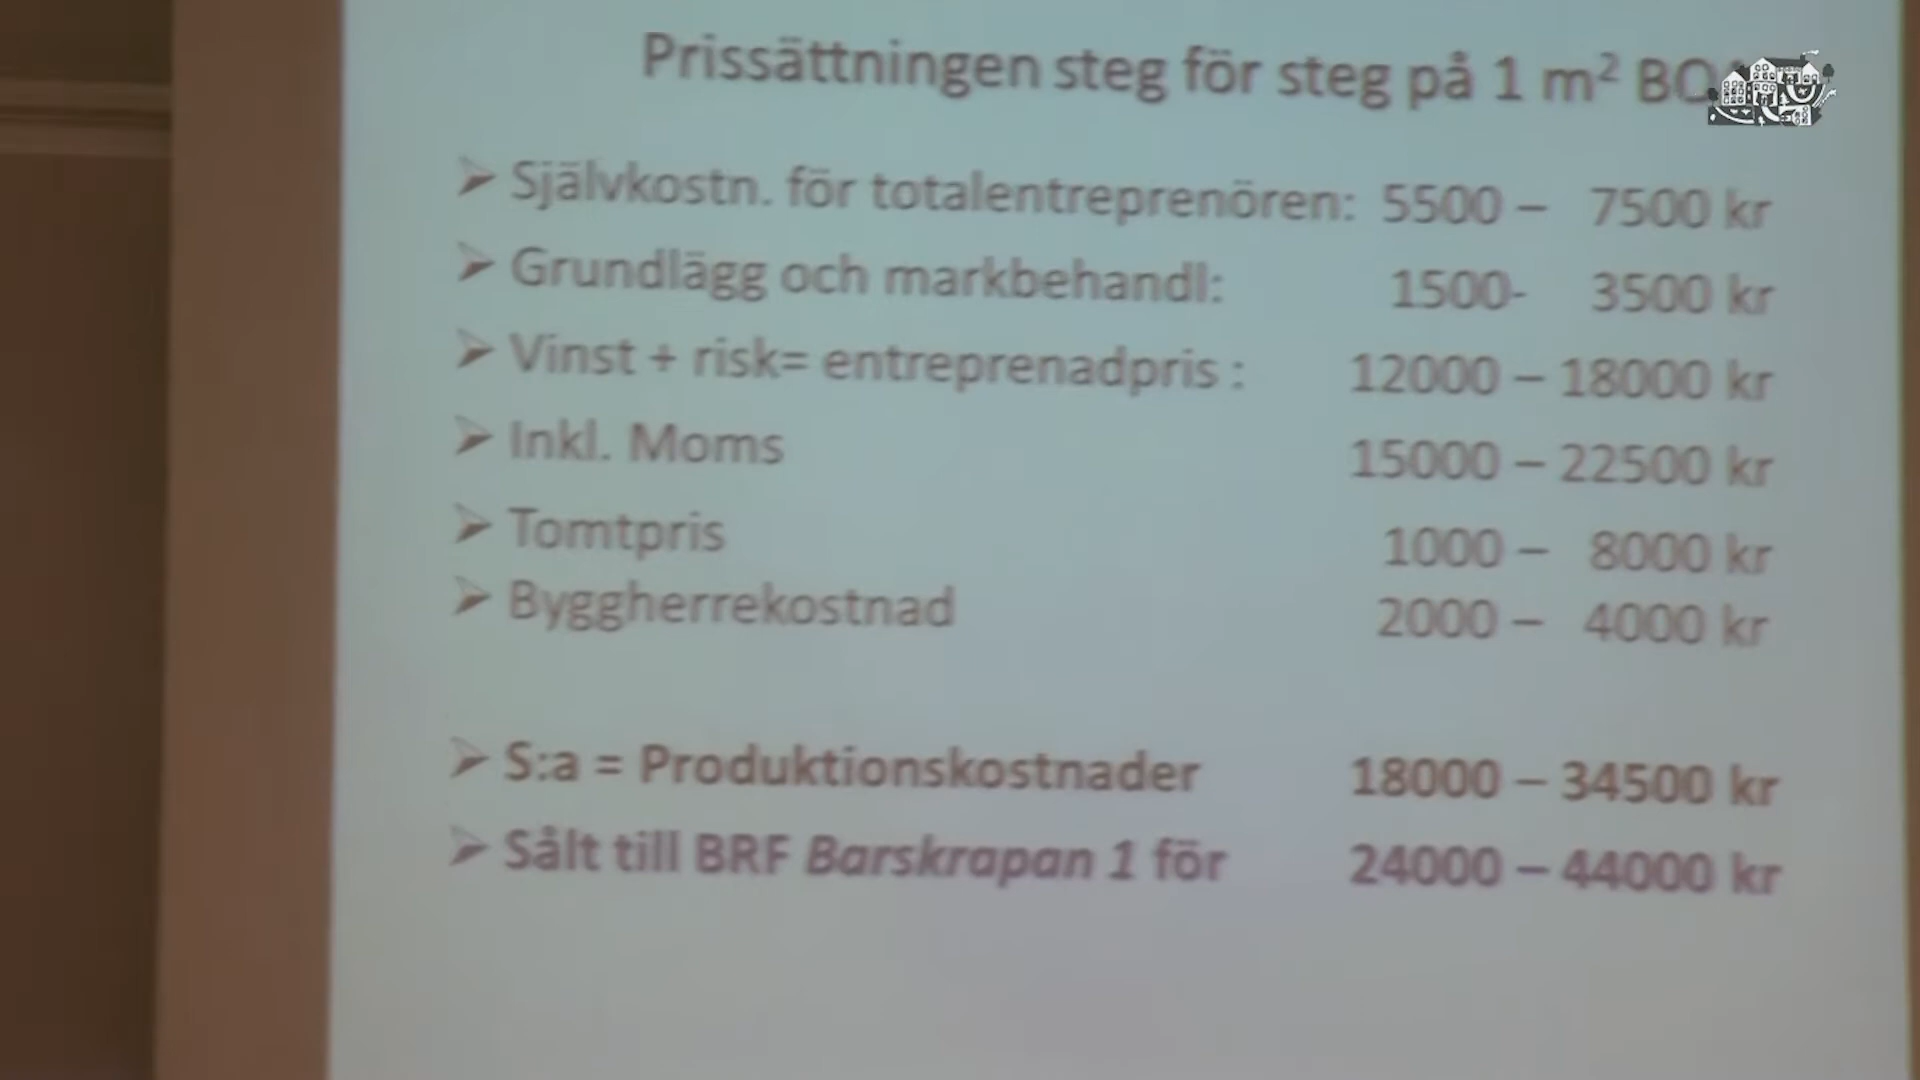 Prissättningen steg för steg på 1 m² BO
➢ Självkostn. för totalentreprenören: 5500 – 7500 kr
➢ Grundlägg och markbehandl: 1500- 3500 kr
➢ Vinst + risk= entreprenadpris : 12000 – 18000 kr
➢ Inkl. Moms 15000 – 22500 kr
➢ Tomtpris 1000 – 8000 kr
➢ Byggherrekostnad 2000 – 4000 kr
➢ S:a = Produktionskostnader 18000 – 34500 kr
➢ Sålt till BRF Barskrapan 1 för 24000 – 44000 kr